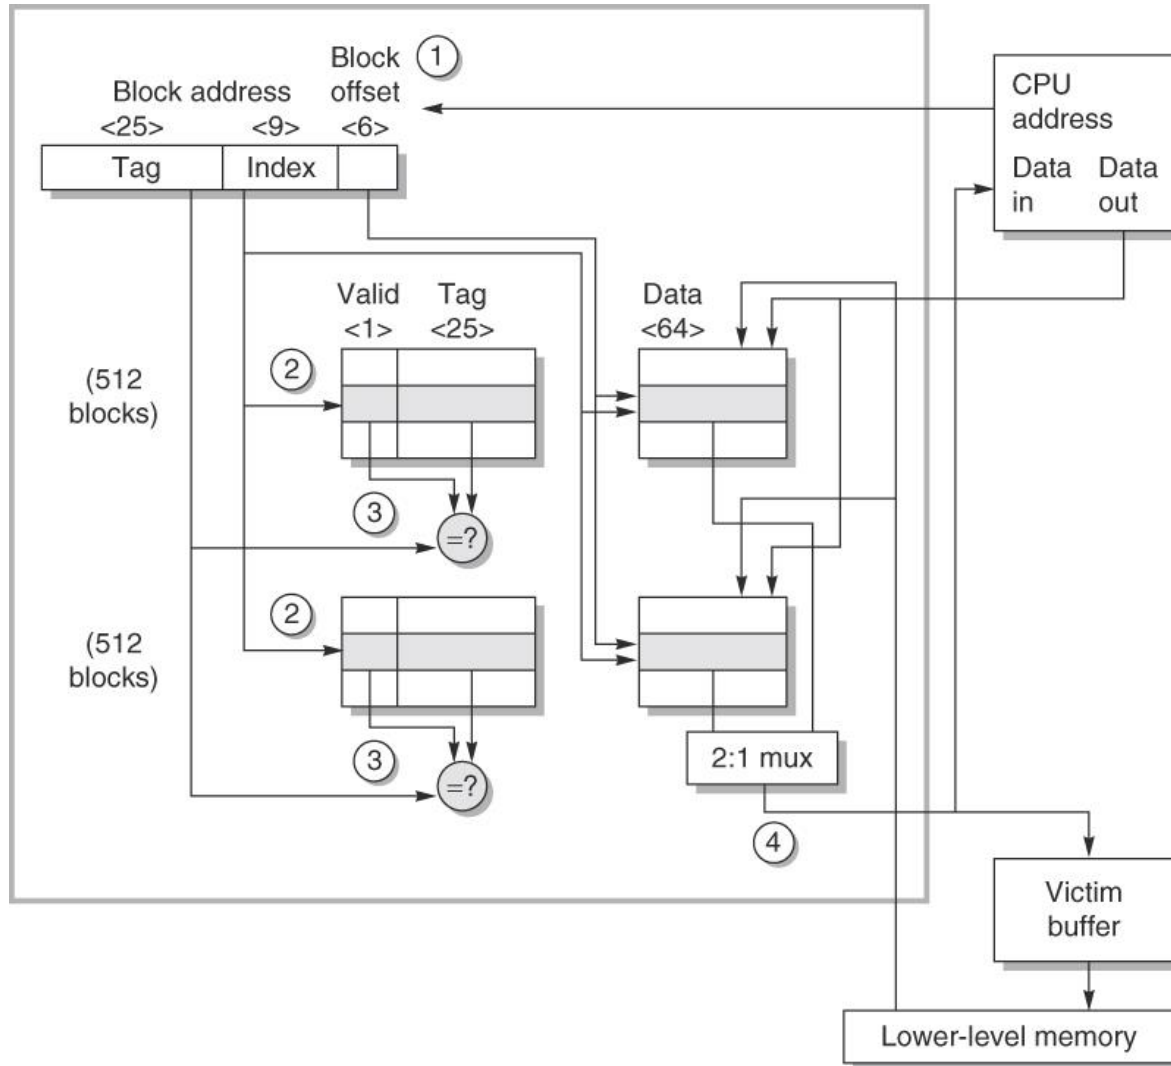 Block
offset
1
Block address
<25>
<9>
<6>
Tag
Index
CPU
address
Data
in
Data
out
Valid
<1>
Tag
<25>
Data
<64>
(512
blocks)
2
3
=?
(512
blocks)
2
3
=?
2:1 mux
4
Victim
buffer
Lower-level memory